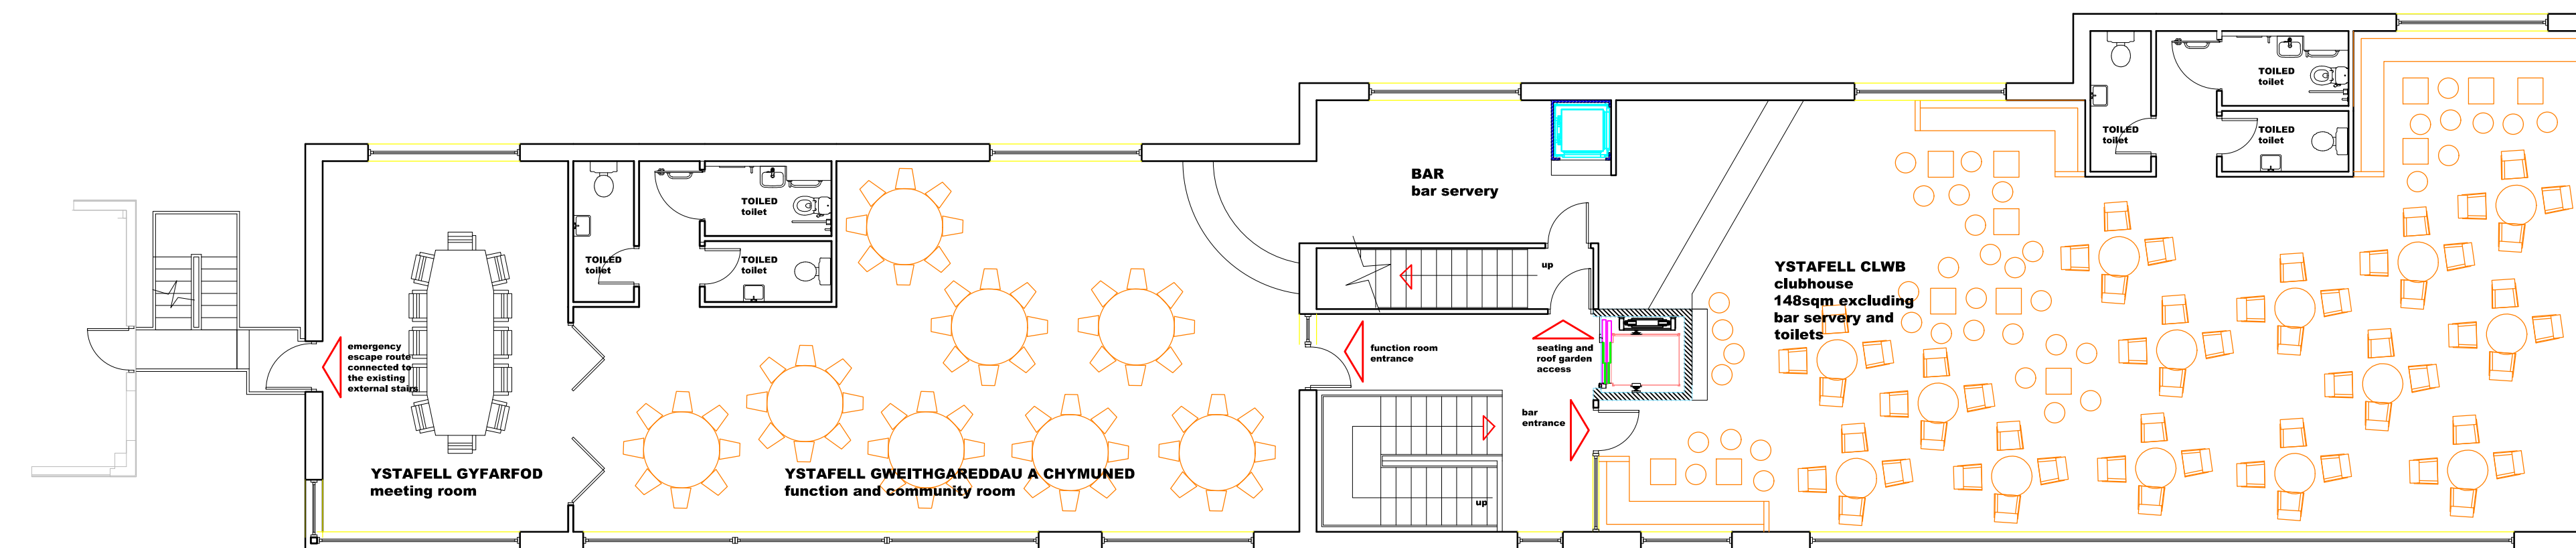 emergency
escape route
connected to
the existing
external stairs
YSTAFELL GYFARFOD
meeting room
TOILED
toilet
TOILED
toilet
TOILED
toilet
YSTAFELL GWEITHGAREDDAU A CHYMUNED
function and community room
BAR
bar servery
up
function room
entrance
seating and
roof garden
access
bar
entrance
up
YSTAFELL CLWB
clubhouse
148sqm excluding
bar servery and
toilets
TOILED
toilet
TOILED
toilet
TOILED
toilet